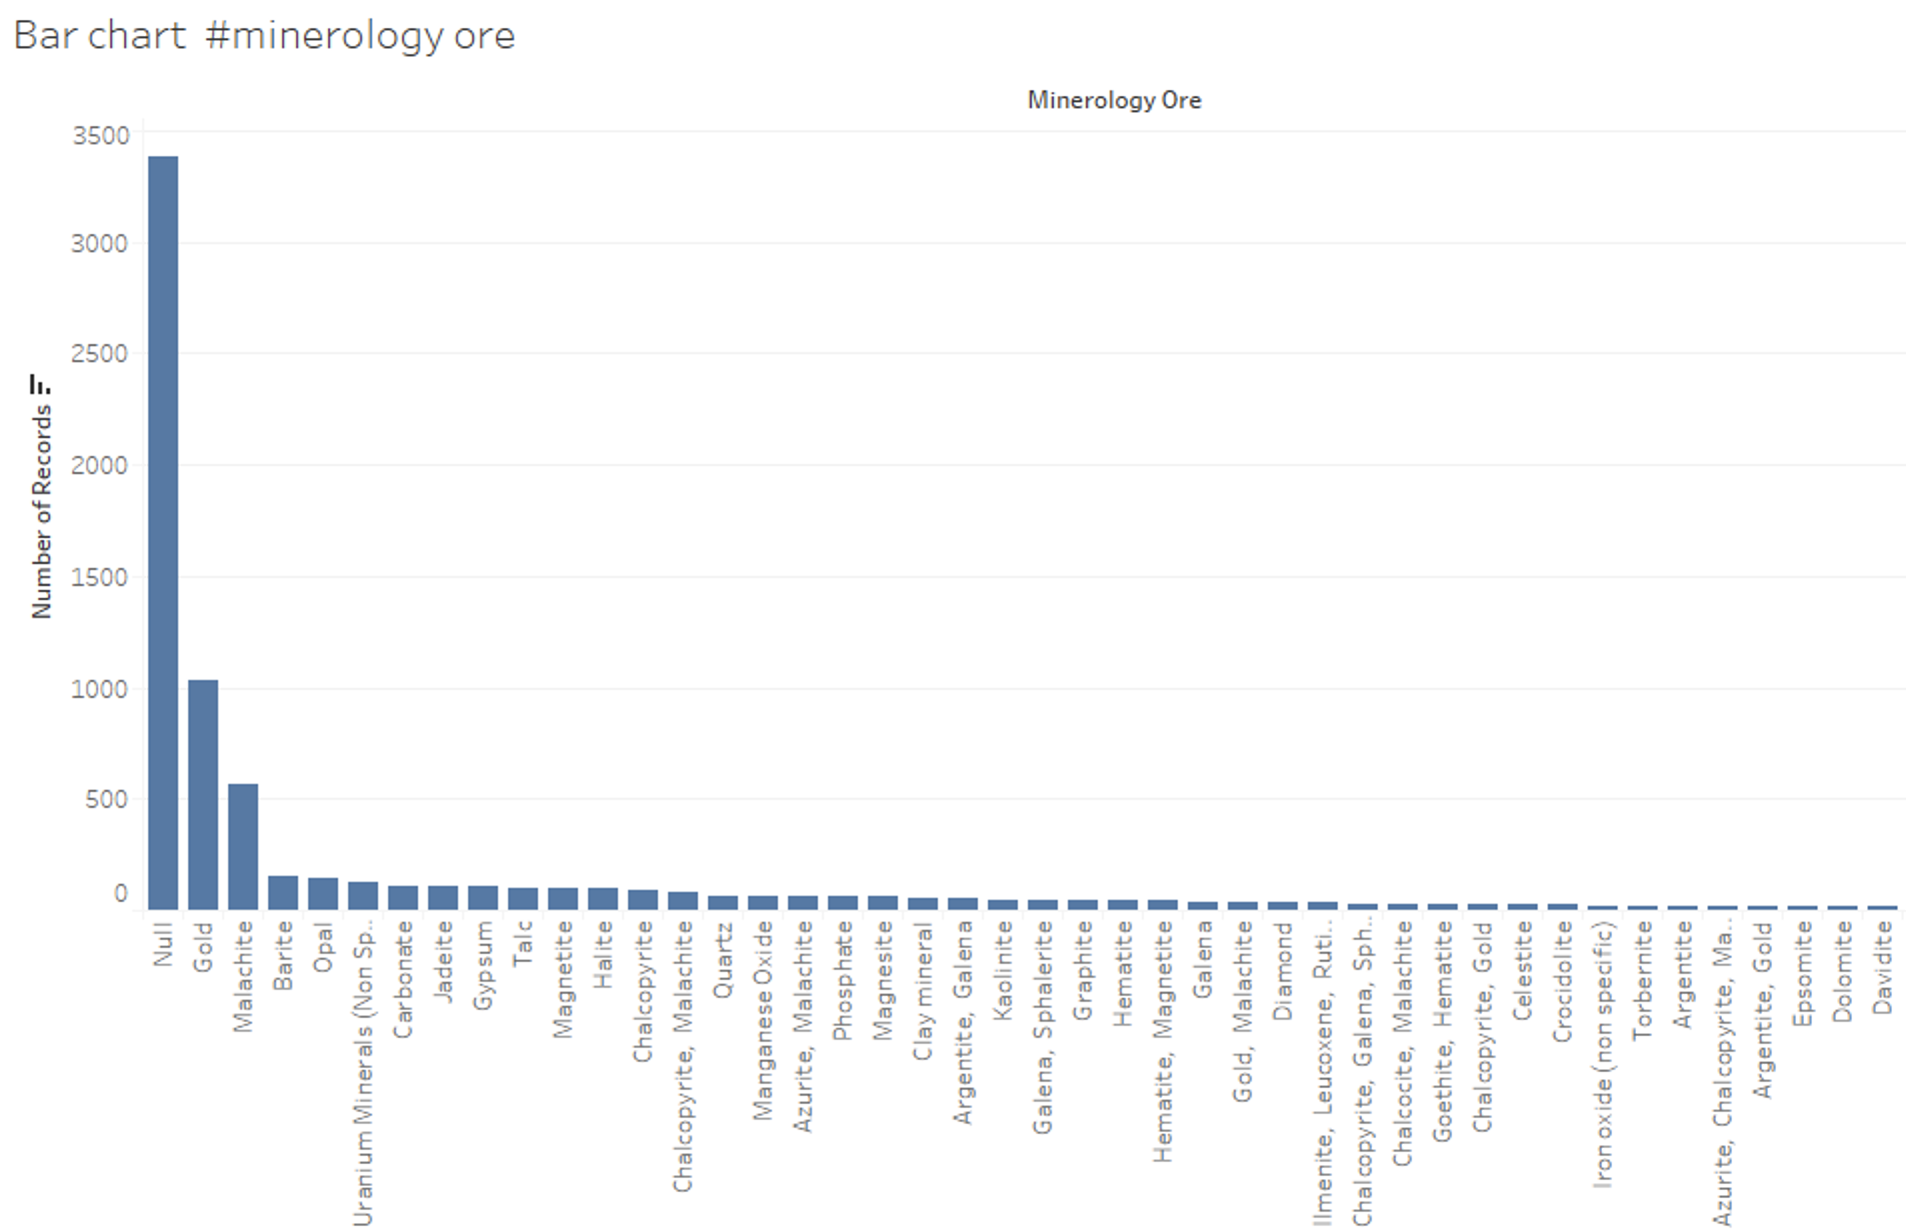 Bar chart #minerology ore
Minerology Ore
Number of Records
3500
3000
2500
2000
1500
1000
500
0
Null
Gold
Malachite
Barite
Opal
Uranium Minerals (Non Sp..
Carbonate
Jadeite
Gypsum
Talc
Magnetite
Halite
Chalcopyrite
Chalcopyrite, Malachite
Quartz
Manganese Oxide
Azurite, Malachite
Phosphate
Magnesite
Clay mineral
Argentite, Galena
Kaolinite
Galena, Sphalerite
Graphite
Hematite
Hematite, Magnetite
Galena
Gold, Malachite
Diamond
Ilmenite, Leucoxene, Ruti..
Chalcopyrite, Galena, Sph..
Chalcocite, Malachite
Goethite, Hematite
Chalcopyrite, Gold
Celestite
Crocidolite
Iron oxide (non specific)
Torbernite
Argentite
Azurite, Chalcopyrite, Ma..
Argentite, Gold
Epsomite
Dolomite
Davidite